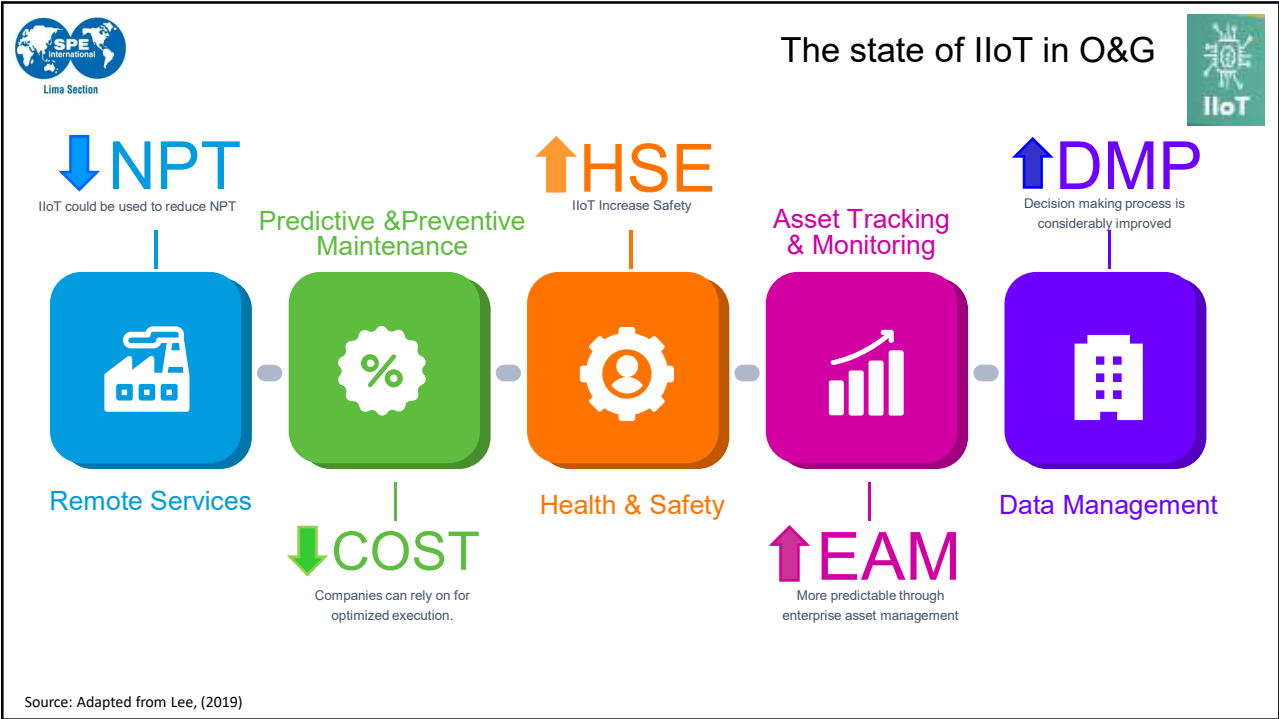 SPE
International
Lima Section
The state of IIoT in O&G
IIoT
NPT
IIoT could be used to reduce NPT
Predictive &Preventive
Maintenance
HSE
IIoT Increase Safety
Asset Tracking
& Monitoring
DMP
Decision making process is
considerably improved
%
Remote Services
COST
Companies can rely on for
optimized execution.
Health & Safety
EAM
More predictable through
enterprise asset management
Data Management
Source: Adapted from Lee, (2019)